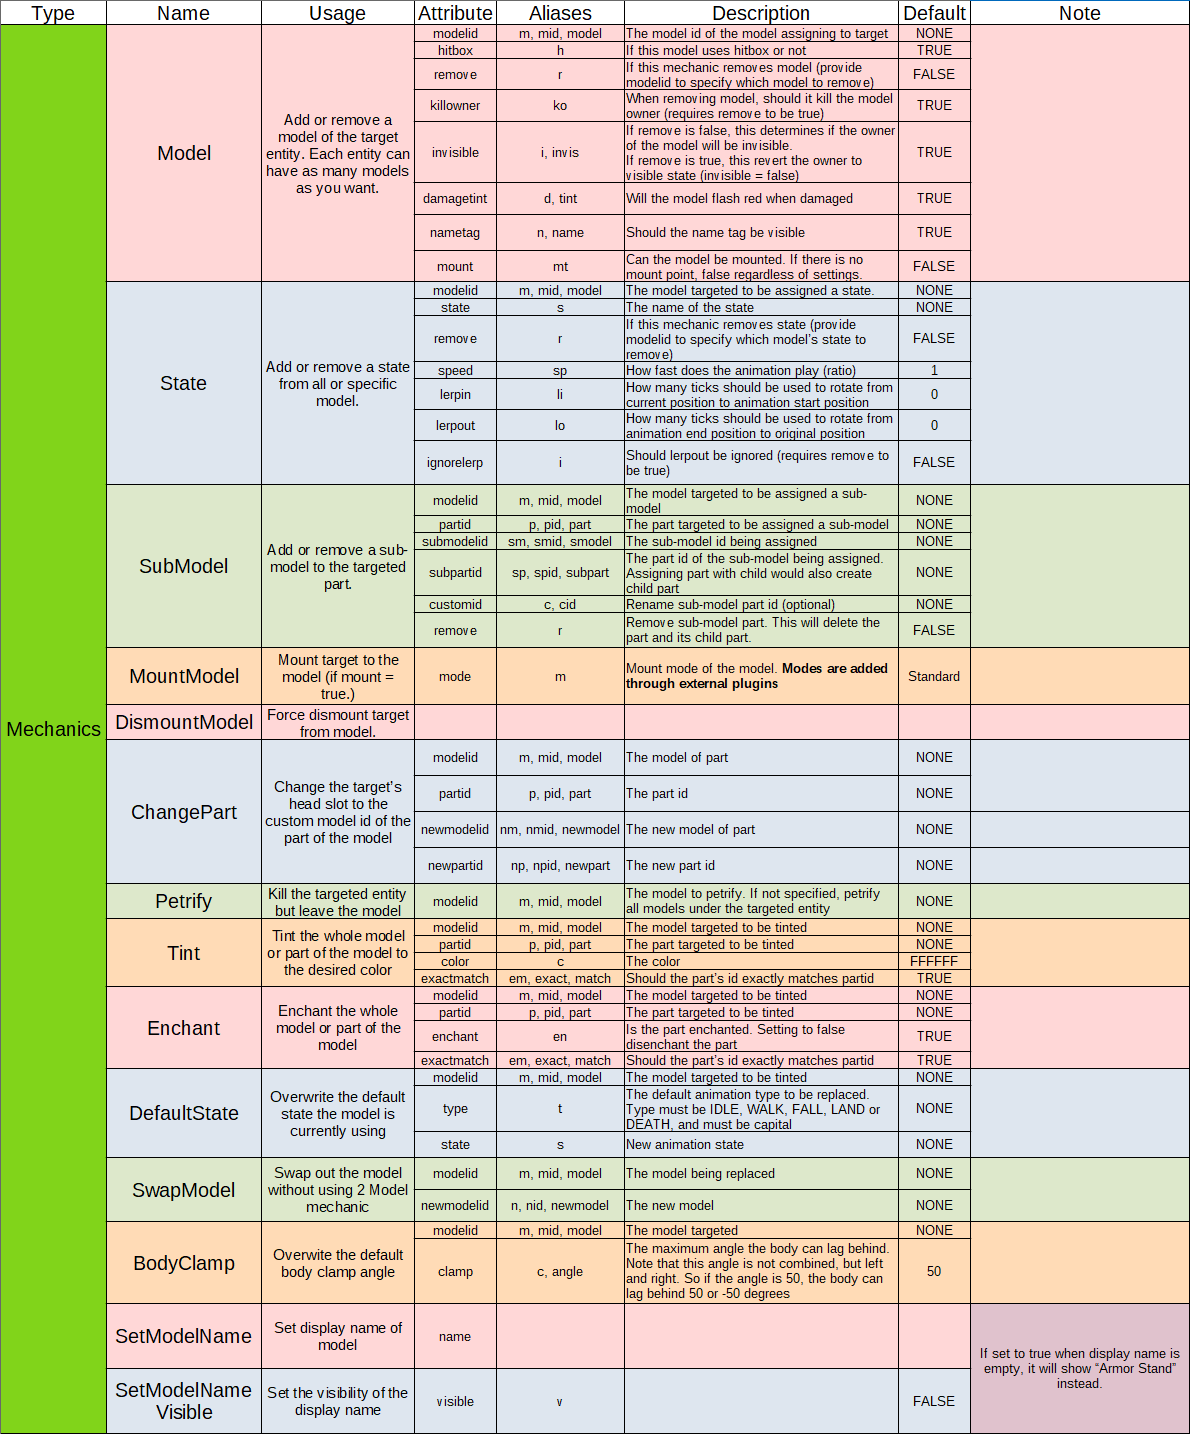 Type Name Usage Attribute Aliases Description Default Note
Mechanics
Model
Add or remove a
model of the target
entity. Each entity can
have as many models
as you want.
modelid m, mid, model The model id of the model assigning to target NONE
hitbox h If this model uses hitbox or not TRUE
remove r If this mechanic removes model (provide
modelid to specify which model to remove) FALSE
killowner ko When removing model, should it kill the model
owner (requires remove to be true) TRUE
invisible i, invis If remove is false, this determines if the owner
of the model will be invisible.
If remove is true, this revert the owner to
visible state (invisible = false) TRUE
damagetint d, tint Will the model flash red when damaged TRUE
nametag n, name Should the name tag be visible TRUE
mount mt Can the model be mounted. If there is no
mount point, false regardless of settings. FALSE
State
Add or remove a state
from all or specific
model.
modelid m, mid, model The model targeted to be assigned a state. NONE
state s The name of the state NONE
remove r If this mechanic removes state (provide
modelid to specify which model's state to
remove) FALSE
speed sp How fast does the animation play (ratio) 1
lerpin li How many ticks should be used to rotate from
current position to animation start position 0
lerpout lo How many ticks should be used to rotate from
animation end position to original position 0
ignorelerp i Should lerpout be ignored (requires remove to
be true) FALSE
SubModel
Add or remove a sub-
model to the targeted
part.
modelid m, mid, model The model targeted to be assigned a sub-
model NONE
partid p, pid, part The part targeted to be assigned a sub-model NONE
submodelid sm, smid, smodel The sub-model id being assigned NONE
subpartid sp, spid, subpart The part id of the sub-model being assigned.
Assigning part with child would also create
child part NONE
customid c, cid Rename sub-model part id (optional) NONE
remove r Remove sub-model part. This will delete the
part and its child part. FALSE
MountModel
Mount target to the
model (if mount =
true.)
mode m Mount mode of the model. Modes are added
through external plugins Standard
DismountModel
Force dismount target
from model.
ChangePart
Change the target's
head slot to the
custom model id of the
part of the model
modelid m, mid, model The model of part NONE
partid p, pid, part The part id NONE
newmodelid nm, nmid, newmodel The new model of part NONE
newpartid np, npid, newpart The new part id NONE
Petrify
Kill the targeted entity
but leave the model
modelid m, mid, model The model to petrify. If not specified, petrify
all models under the targeted entity NONE
Tint
Tint the whole model
or part of the model to
the desired color
modelid m, mid, model The model targeted to be tinted NONE
partid p, pid, part The part targeted to be tinted NONE
color c The color FFFFFF
exactmatch em, exact, match Should the part's id exactly matches partid TRUE
Enchant
Enchant the whole
model or part of the
model
modelid m, mid, model The model targeted to be tinted NONE
partid p, pid, part The part targeted to be tinted NONE
enchant en Is the part enchanted. Setting to false
disenchant the part TRUE
exactmatch em, exact, match Should the part's id exactly matches partid TRUE
DefaultState
Overwrite the default
state the model is
currently using
modelid m, mid, model The model targeted to be tinted NONE
type t The default animation type to be replaced.
Type must be IDLE, WALK, FALL, LAND or
DEATH, and must be capital NONE
state s New animation state NONE
SwapModel
Swap out the model
without using 2 Model
mechanic
modelid m, mid, model The model being replaced NONE
newmodelid n, nid, newmodel The new model NONE
BodyClamp
Overwite the default
body clamp angle
modelid m, mid, model The model targeted NONE
clamp c, angle The maximum angle the body can lag behind.
Note that this angle is not combined, but left
and right. So if the angle is 50, the body can
lag behind 50 or -50 degrees 50
SetModelName
Set display name of
model
name
SetModelName
Visible
Set the visibility of the
display name
visible v FALSE
If set to true when display name is
empty, it will show “Armor Stand”
instead.